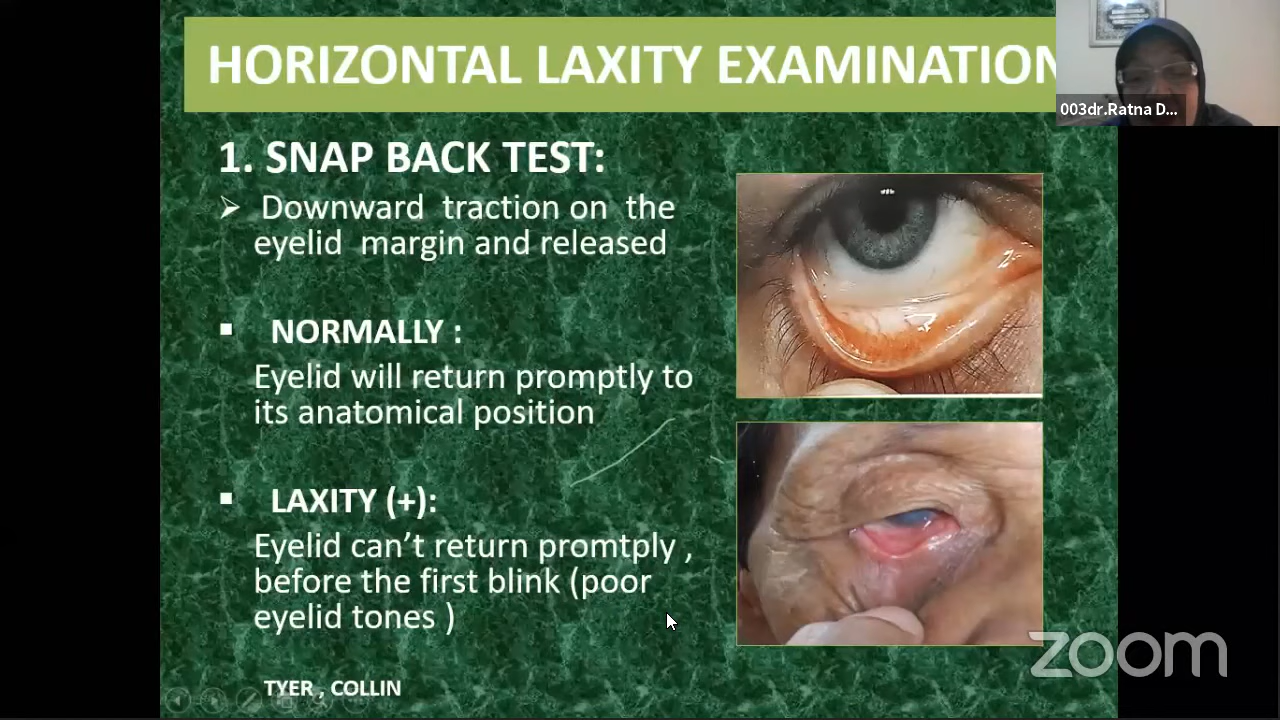 HORIZONTAL LAXITY EXAMINATION
003dr.Ratna D...
1. SNAP BACK TEST:
Downward traction on the
eyelid margin and released
NORMALLY :
Eyelid will return promptly to
its anatomical position
LAXITY (+):
Eyelid can't return promtply ,
before the first blink (poor
eyelid tones )
TYER , COLLIN
zoom